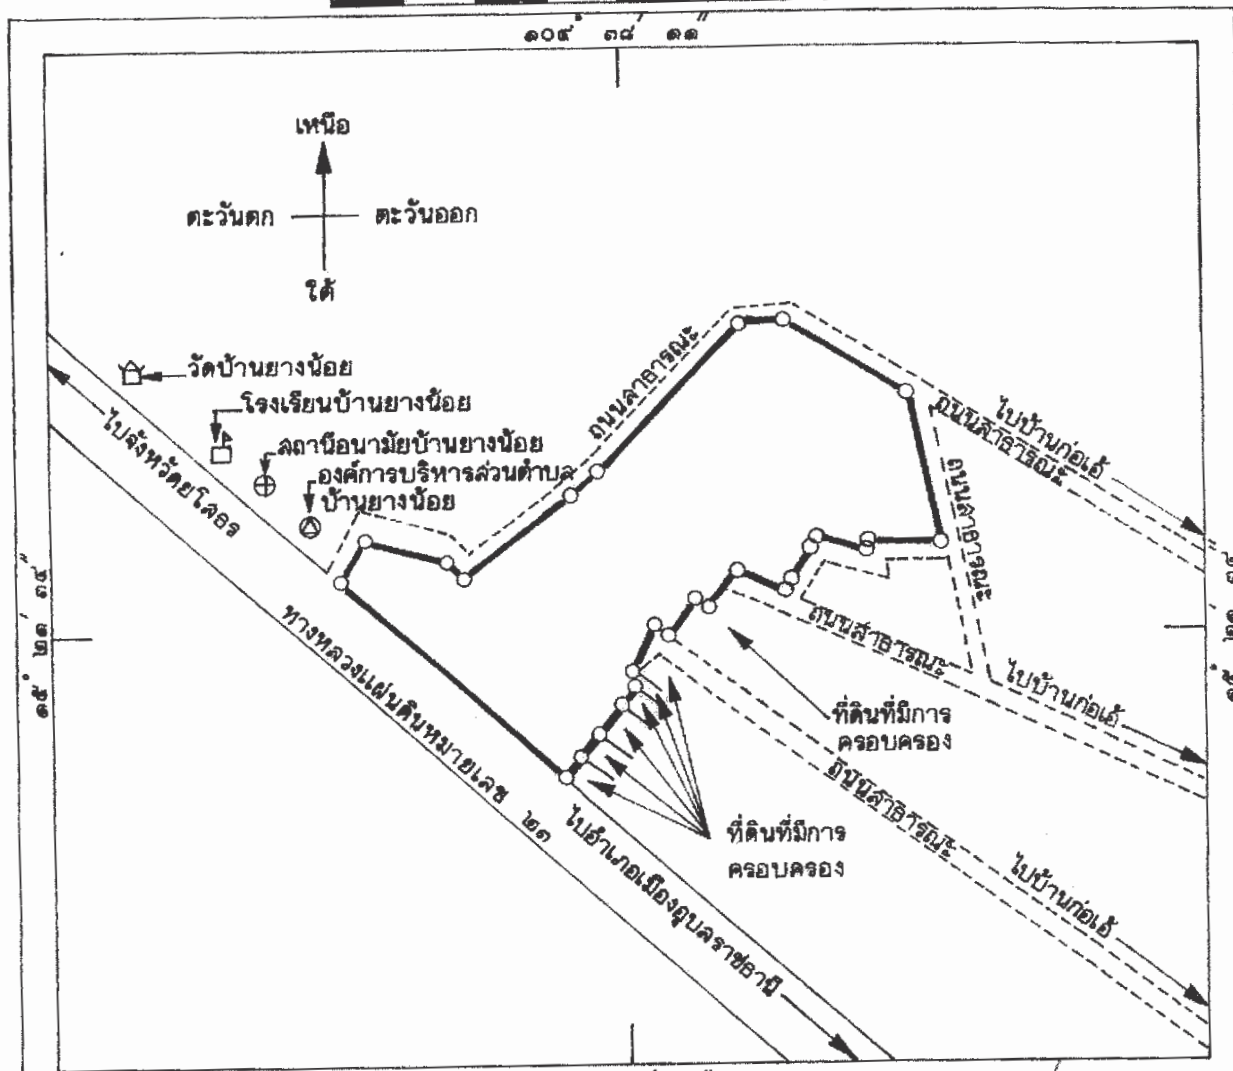 ๑๐๔° ๓๘′ ๑๑″
เหนือ
ตะวันตก
ตะวันออก
ใต้
วัดบ้านยางน้อย
โรงเรียนบ้านยางน้อย
สถานีอนามัยบ้านยางน้อย
องค์การบริหารส่วนตำบล
บ้านยางน้อย
ไปจังหวัดยโสธร
ถนนสาธารณะ
ไปบ้านก่อเอ้
ถนนสาธารณะ
ถนนสาธารณะ
๑๕° ๒๑′ ๓๕″
๑๕° ๒๑′ ๓๕″
ทางหลวงแผ่นดินหมายเลข ๒๓
ถนนสาธารณะ
ไปบ้านก่อเอ้
ที่ดินที่มีการ
ครอบครอง
ถนนสาธารณะ
ไปบ้านก่อเอ้
ที่ดินที่มีการ
ครอบครอง
ไปอำเภอเมืองอุบลราชธานี